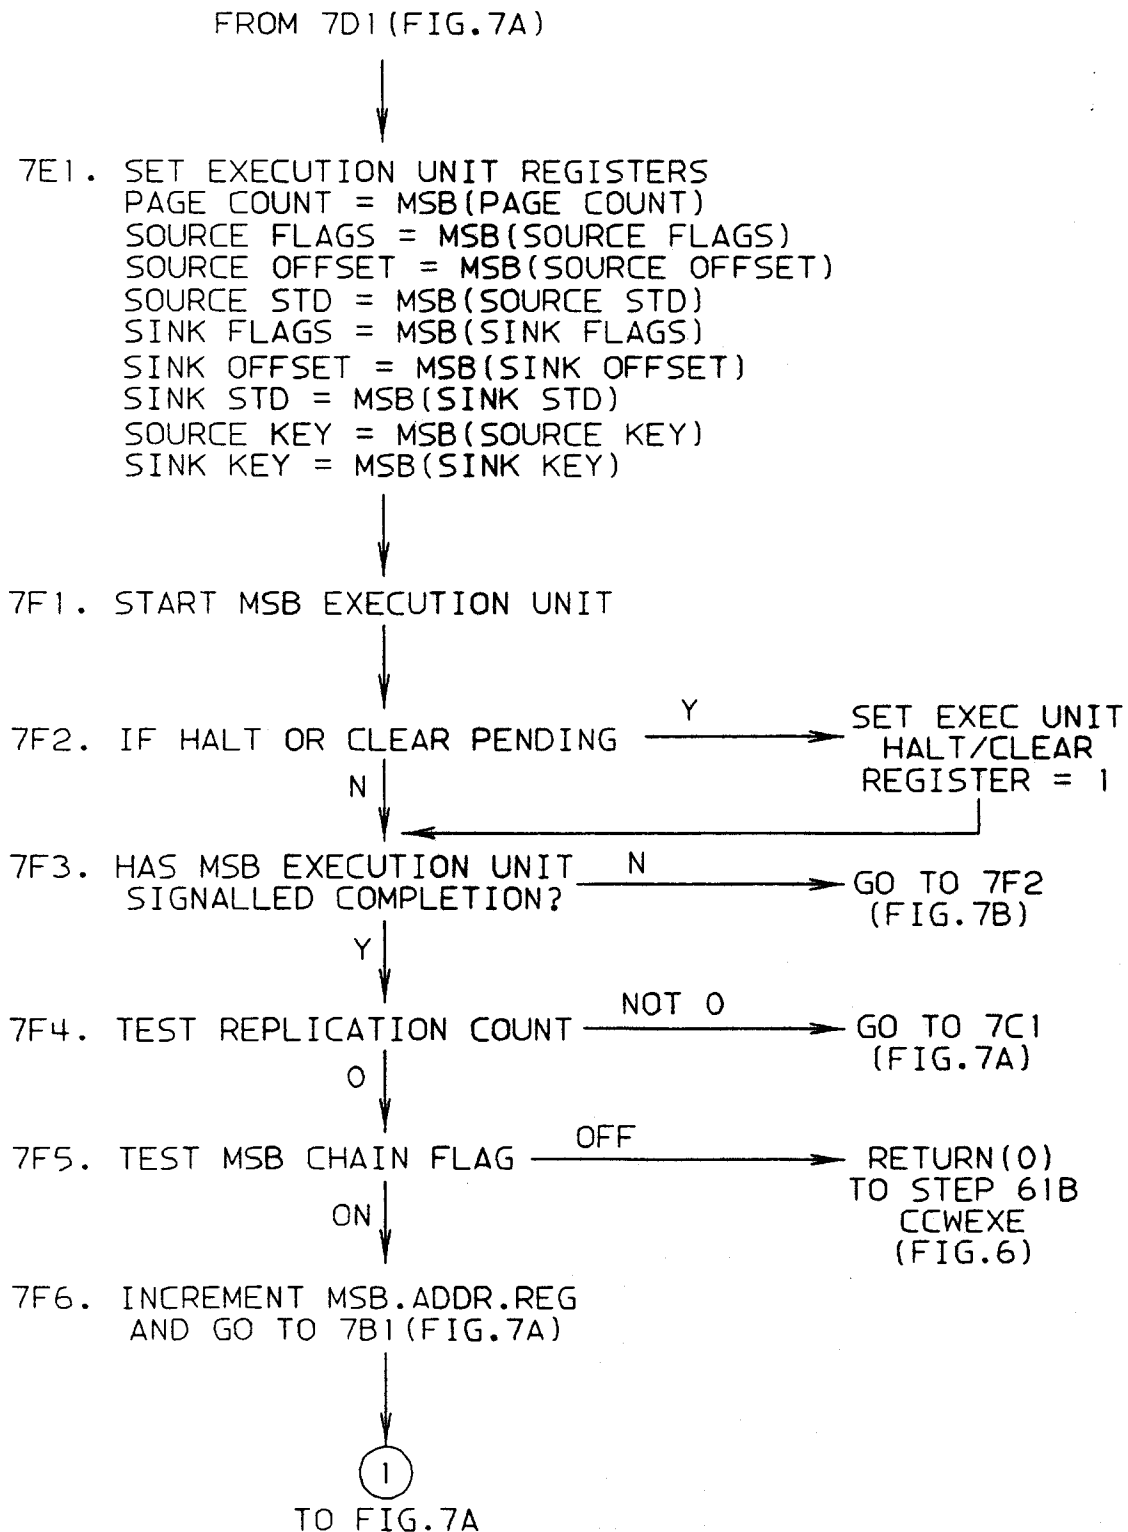 FROM 7D1(FIG.7A)
7E1. SET EXECUTION UNIT REGISTERS
PAGE COUNT = MSB(PAGE COUNT)
SOURCE FLAGS = MSB(SOURCE FLAGS)
SOURCE OFFSET = MSB(SOURCE OFFSET)
SOURCE STD = MSB(SOURCE STD)
SINK FLAGS = MSB(SINK FLAGS)
SINK OFFSET = MSB(SINK OFFSET)
SINK STD = MSB(SINK STD)
SOURCE KEY = MSB(SOURCE KEY)
SINK KEY = MSB(SINK KEY)
7F1. START MSB EXECUTION UNIT
7F2. IF HALT OR CLEAR PENDING
Y
SET EXEC UNIT
HALT/CLEAR
REGISTER = 1
N
7F3. HAS MSB EXECUTION UNIT
SIGNALLED COMPLETION?
N
GO TO 7F2
(FIG.7B)
Y
7F4. TEST REPLICATION COUNT
NOT 0
GO TO 7C1
(FIG.7A)
0
7F5. TEST MSB CHAIN FLAG
OFF
RETURN(0)
TO STEP 61B
CCWEXE
(FIG.6)
ON
7F6. INCREMENT MSB.ADDR.REG
AND GO TO 7B1(FIG.7A)
1
TO FIG.7A